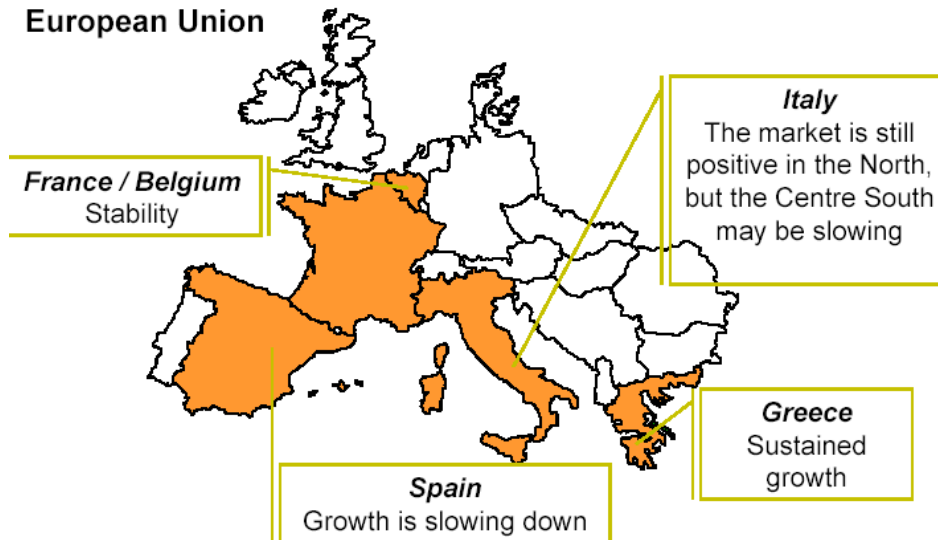 European Union
Italy
The market is still
positive in the North,
but the Centre South
may be slowing
France / Belgium
Stability
Greece
Sustained
growth
Spain
Growth is slowing down